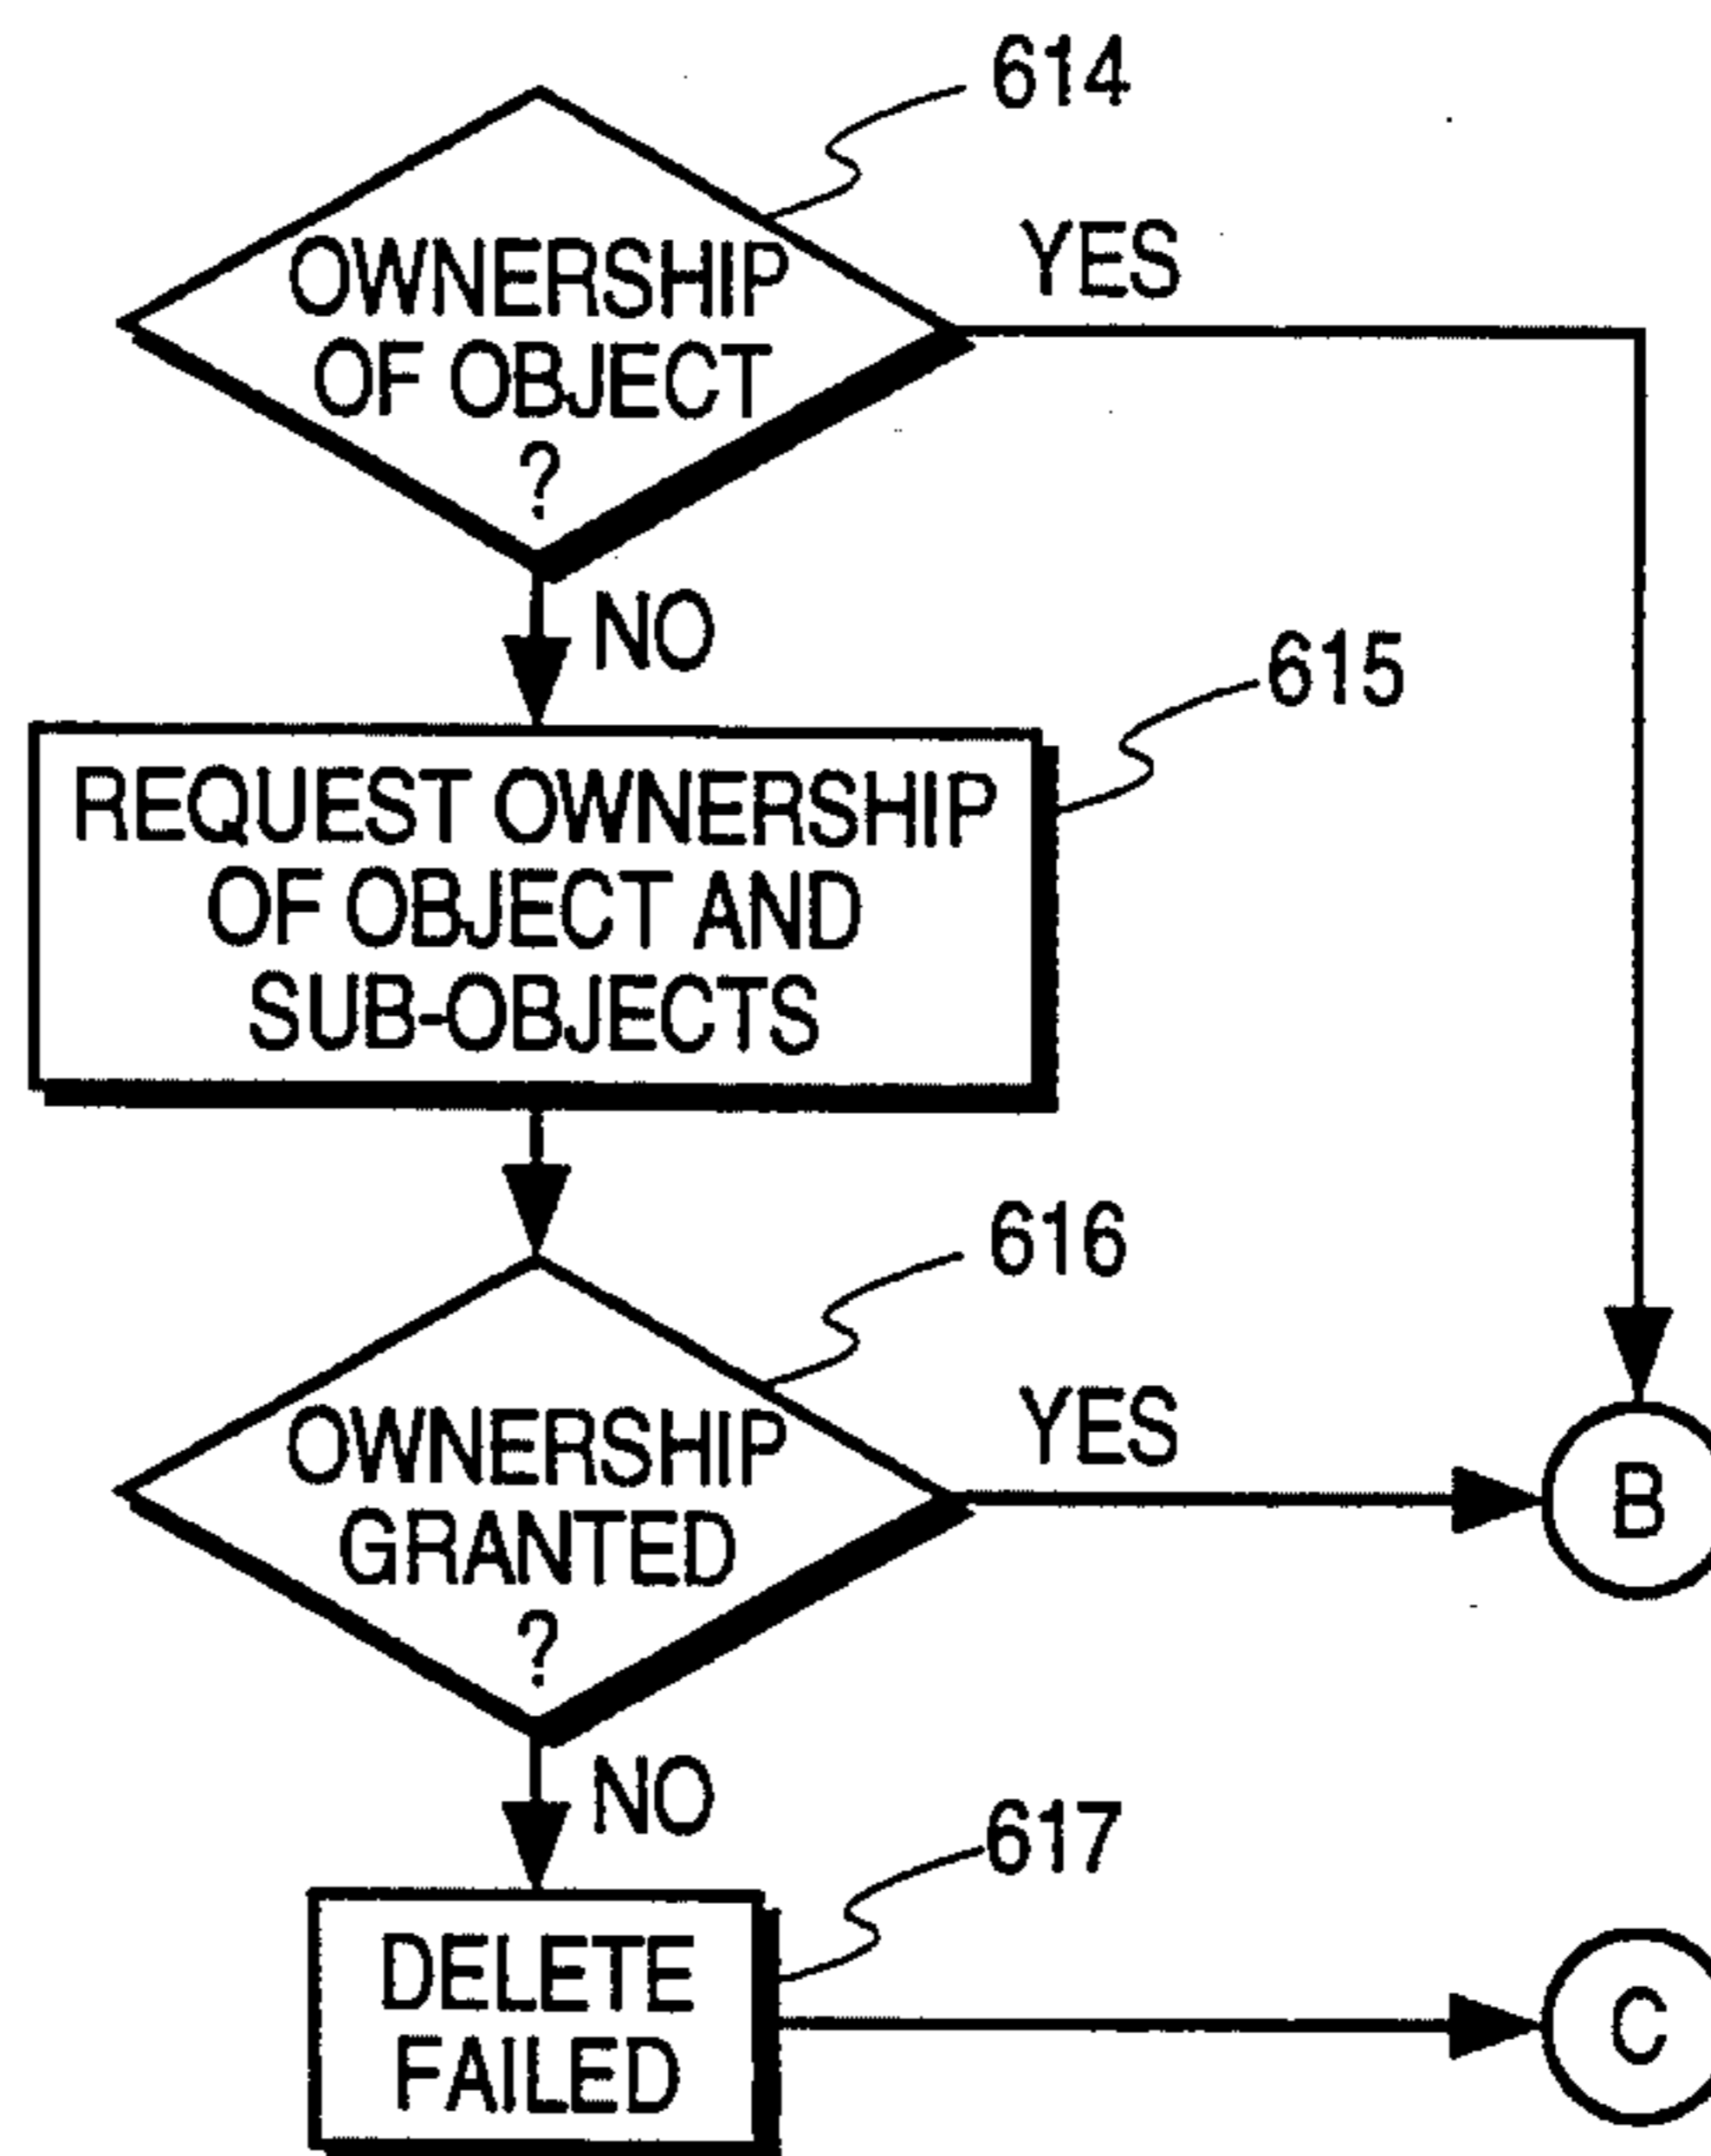 614
OWNERSHIP
OF OBJECT
?
YES
NO
615
REQUEST OWNERSHIP
OF OBJECT AND
SUB-OBJECTS
616
OWNERSHIP
GRANTED
?
YES
B
NO
617
DELETE
FAILED
C